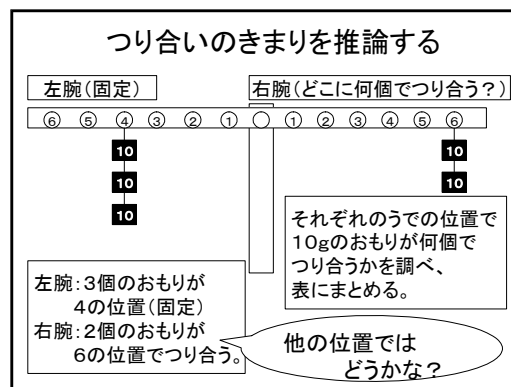 つり合いのきまりを推論する
左腕(固定)
右腕(どこに何個でつり合う?)
⑥ ⑤ ④ ③ ② ① ① ② ③ ④ ⑤ ⑥
10 10
10 10
10
それぞれのうでの位置で
10gのおもりが何個で
つり合うかを調べ、
表にまとめる。
左腕:3個のおもりが
4の位置(固定)
右腕:2個のおもりが
6の位置でつり合う。
他の位置では
どうかな?